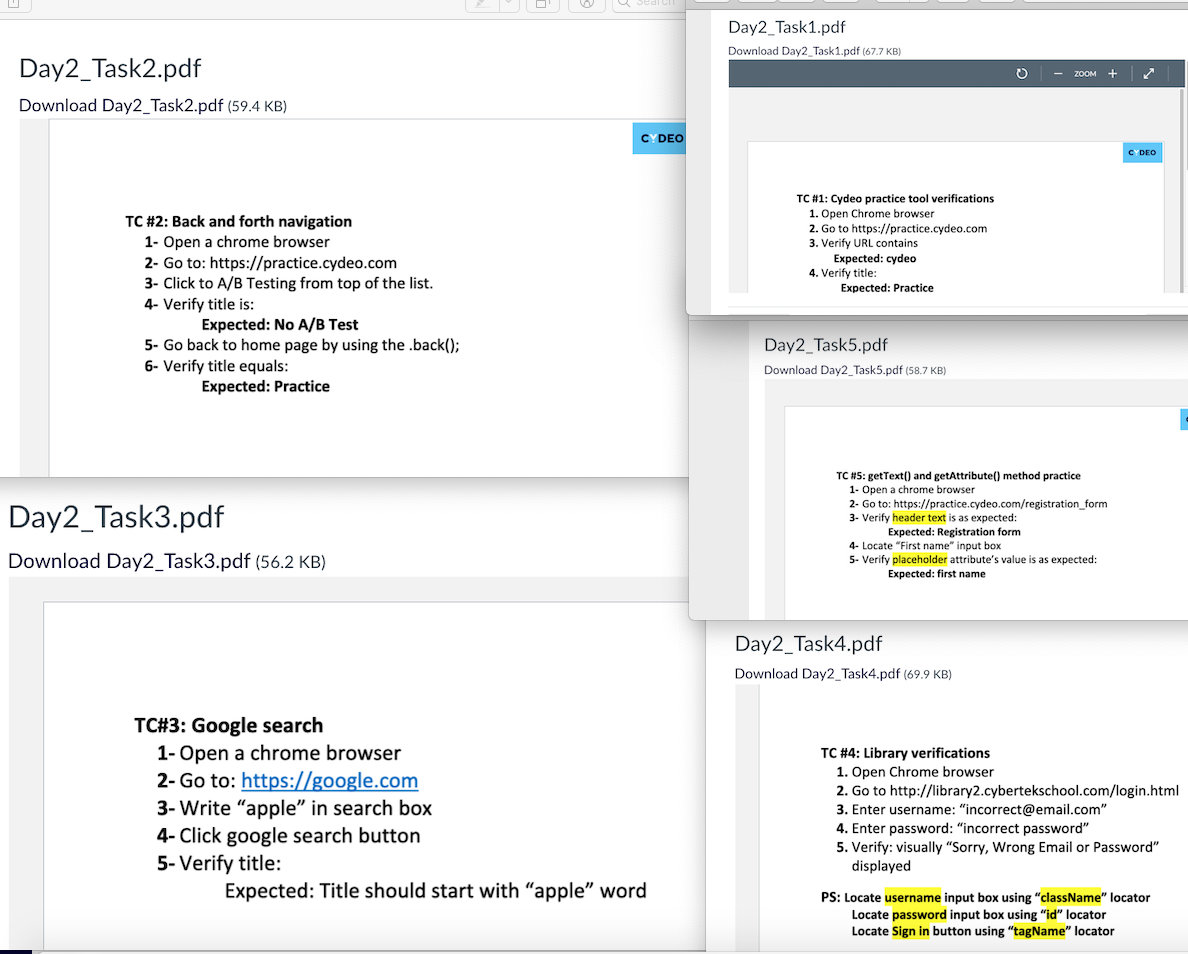 Search
Day2_Task2.pdf
Download Day2_Task2.pdf (59.4 KB)
CYDEO
TC #2: Back and forth navigation
1- Open a chrome browser
2- Go to: https://practice.cydeo.com
3- Click to A/B Testing from top of the list.
4- Verify title is:
Expected: No A/B Test
5- Go back to home page by using the .back();
6- Verify title equals:
Expected: Practice
Day2_Task1.pdf
Download Day2_Task1.pdf (67.7 KB)
ZOOM
CYDEO
TC #1: Cydeo practice tool verifications
1. Open Chrome browser
2. Go to https://practice.cydeo.com
3. Verify URL contains
Expected: cydeo
4. Verify title:
Expected: Practice
Day2_Task5.pdf
Download Day2_Task5.pdf (58.7 KB)
TC #5: getText() and getAttribute() method practice
1- Open a chrome browser
2- Go to: https://practice.cydeo.com/registration_form
3- Verify header text is as expected:
Expected: Registration form
4- Locate “First name” input box
5- Verify placeholder attribute’s value is as expected:
Expected: first name
Day2_Task3.pdf
Download Day2_Task3.pdf (56.2 KB)
TC#3: Google search
1- Open a chrome browser
2- Go to: https://google.com
3- Write “apple” in search box
4- Click google search button
5- Verify title:
Expected: Title should start with “apple” word
Day2_Task4.pdf
Download Day2_Task4.pdf (69.9 KB)
TC #4: Library verifications
1. Open Chrome browser
2. Go to http://library2.cybertekschool.com/login.html
3. Enter username: “incorrect@email.com”
4. Enter password: “incorrect password”
5. Verify: visually “Sorry, Wrong Email or Password”
displayed
PS: Locate username input box using “className” locator
Locate password input box using “id” locator
Locate Sign in button using “tagName” locator